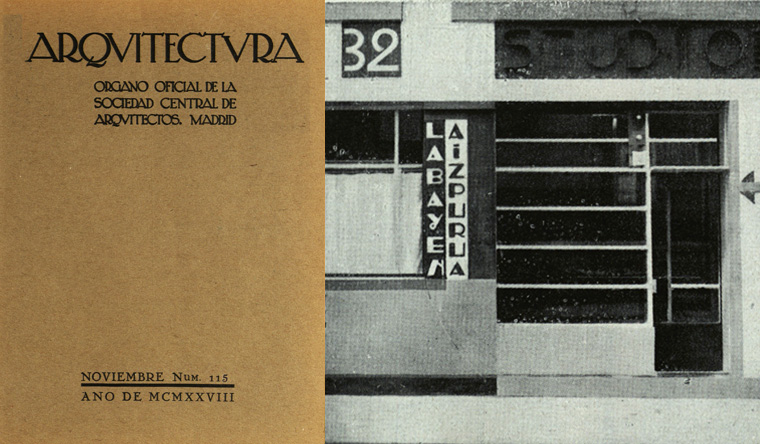 ARQVITECTVRA
ORGANO OFICIAL DE LA
SOCIEDAD CENTRAL DE
ARQVITECTOS. MADRID
NOVIEMBRE NUM. 115
AÑO DE MCMXXVIII
32
STUDIO
LABAYEN
AiZPURUA